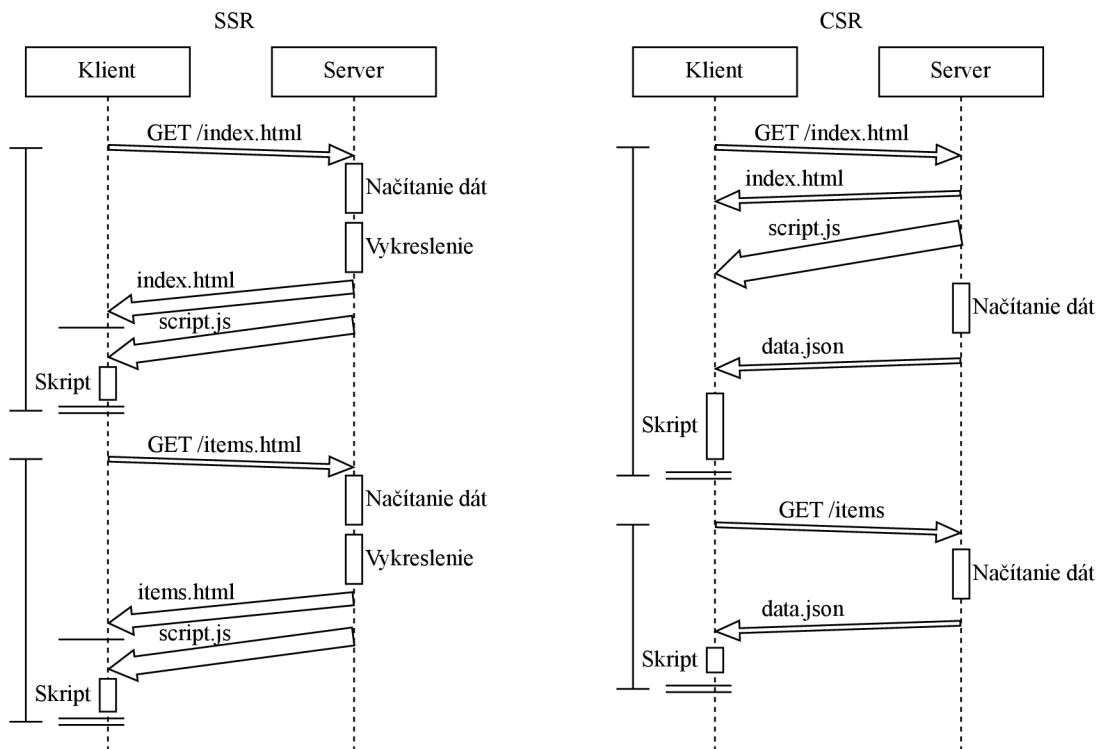 SSR
Klient
Server
GET /index.html
Načítanie dát
Vykreslenie
index.html
script.js
Skript
GET /items.html
Načítanie dát
Vykreslenie
items.html
script.js
Skript
CSR
Klient
Server
GET /index.html
index.html
script.js
Načítanie dát
data.json
Skript
GET /items
Načítanie dát
data.json
Skript